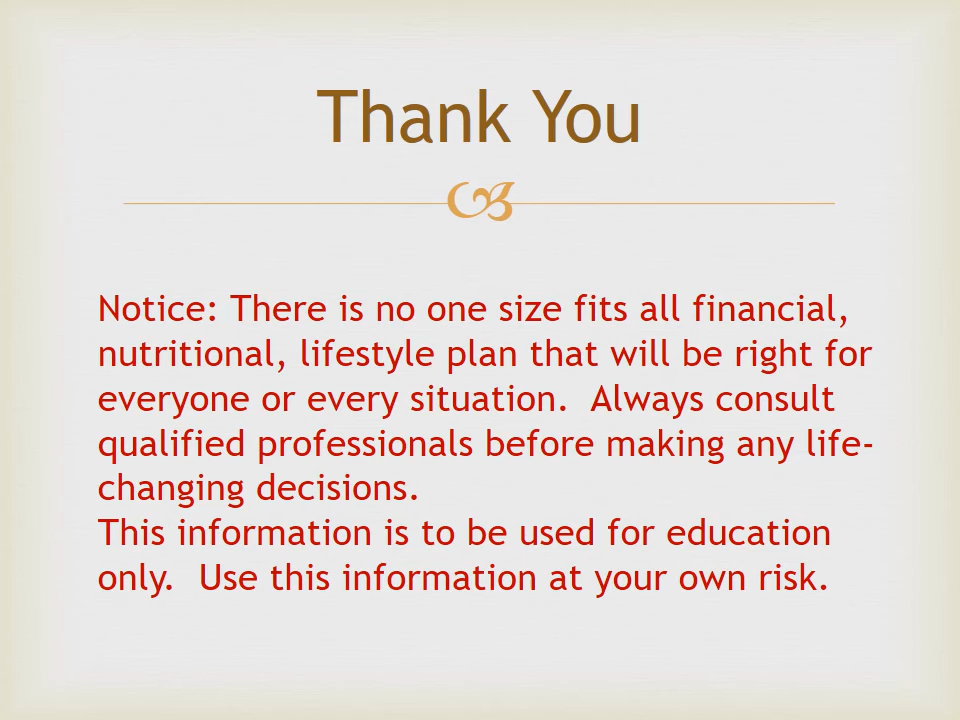 Thank You
Notice: There is no one size fits all financial,
nutritional, lifestyle plan that will be right for
everyone or every situation.  Always consult
qualified professionals before making any life-
changing decisions.
This information is to be used for education
only.  Use this information at your own risk.